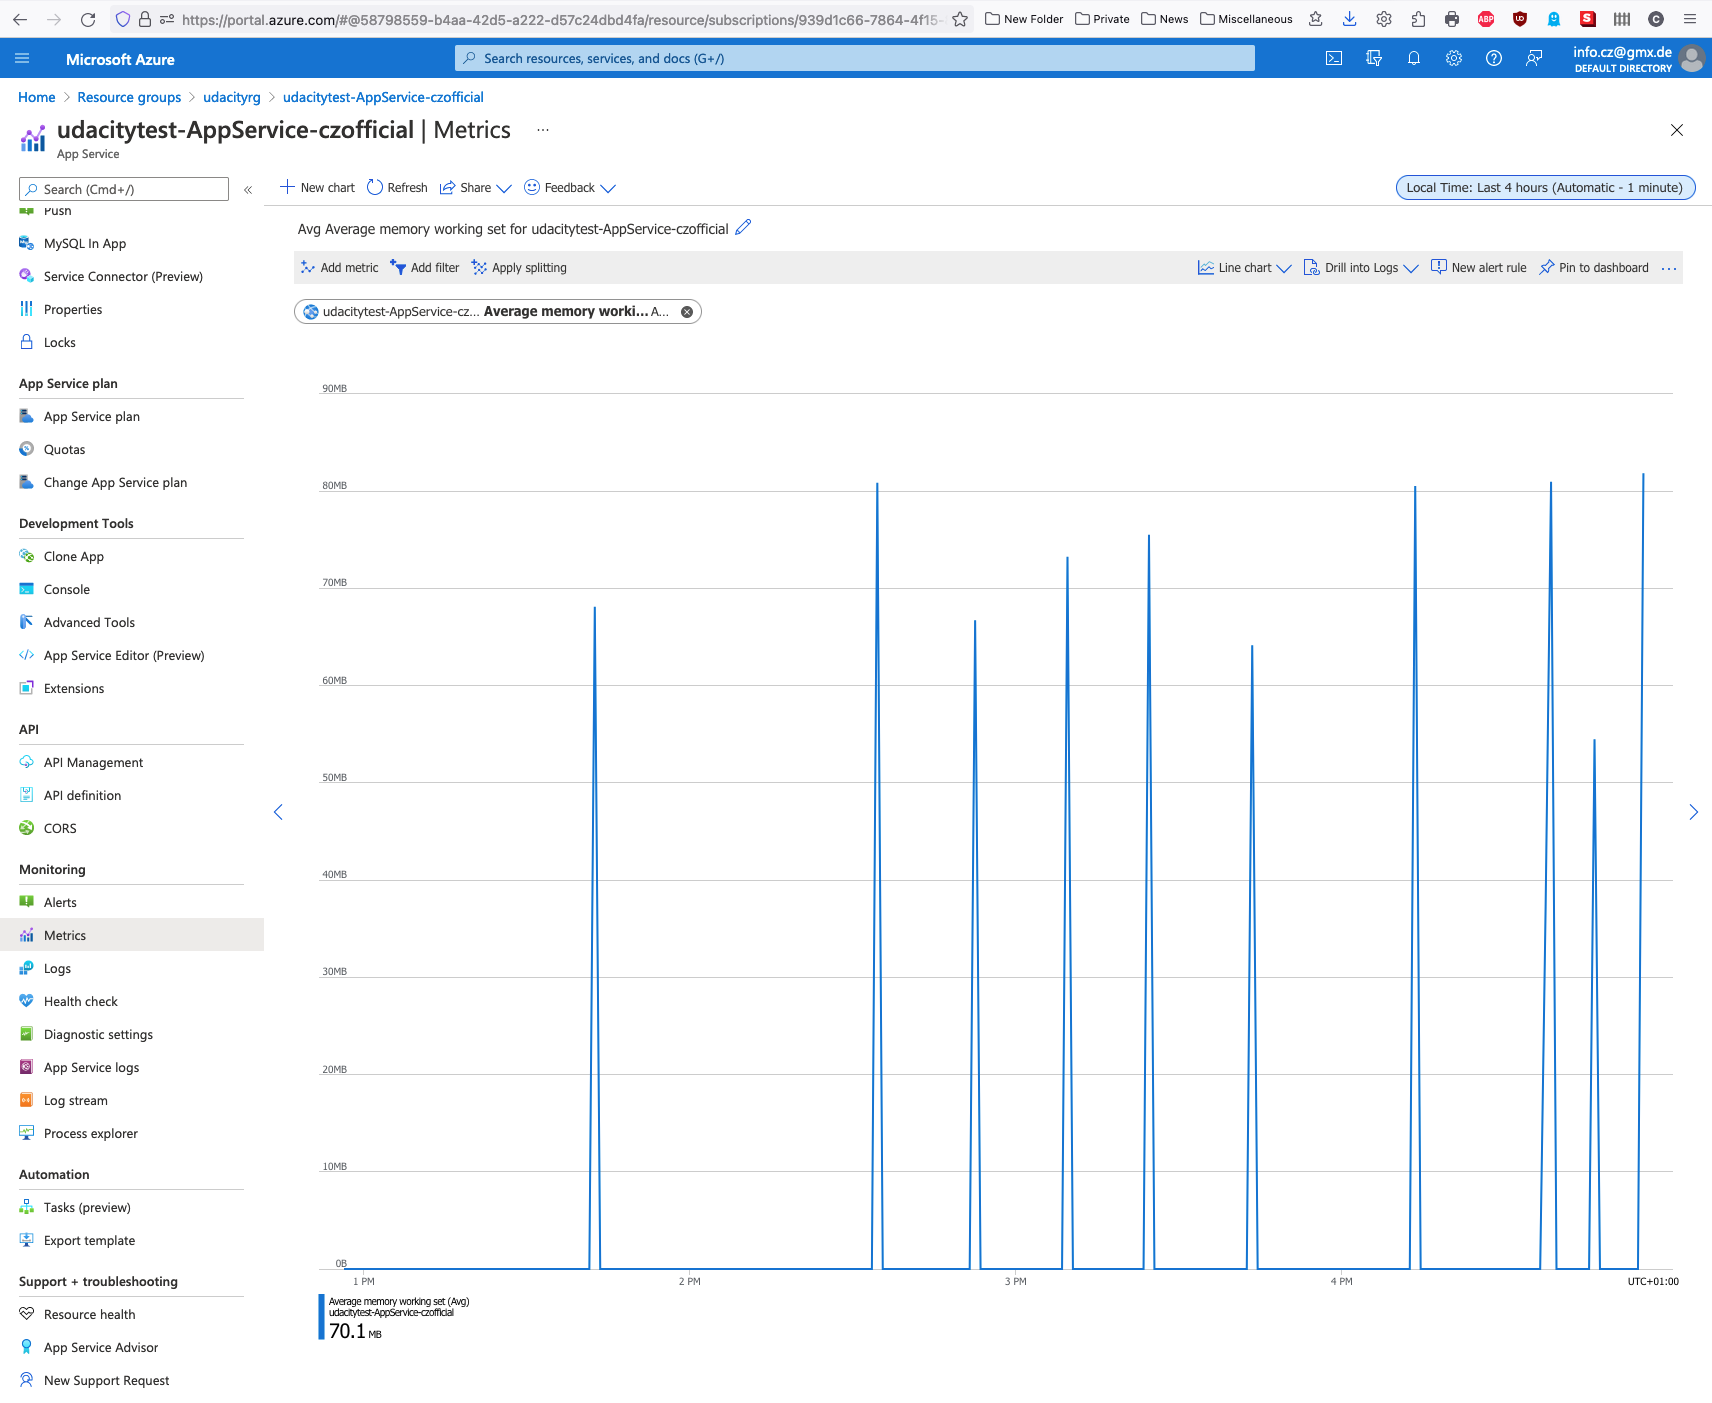 https://portal.azure.com/#@58798559-b4aa-42d5-a222-d57c24dbd4fa/resource/subscriptions/939d1c66-7864-4f15-
New Folder
Private
News
Miscellaneous
ABP
Microsoft Azure
Search resources, services, and docs (G+/)
info.cz@gmx.de
DEFAULT DIRECTORY
Home > Resource groups > udacityrg > udacitytest-AppService-czofficial
udacitytest-AppService-czofficial | Metrics ...
App Service
Search (Cmd+/)
«
New chart
Refresh
Share
Feedback
Local Time: Last 4 hours (Automatic - 1 minute)
Push
MySQL In App
Service Connector (Preview)
Properties
Locks
App Service plan
App Service plan
Quotas
Change App Service plan
Development Tools
Clone App
Console
Advanced Tools
App Service Editor (Preview)
Extensions
API
API Management
API definition
CORS
Monitoring
Alerts
Metrics
Logs
Health check
Diagnostic settings
App Service logs
Log stream
Process explorer
Automation
Tasks (preview)
Export template
Support + troubleshooting
Resource health
App Service Advisor
New Support Request
Avg Average memory working set for udacitytest-AppService-czofficial
Add metric
Add filter
Apply splitting
Line chart
Drill into Logs
New alert rule
Pin to dashboard
...
udacitytest-AppService-cz... Average memory worki... A...
90MB
80MB
70MB
60MB
50MB
40MB
30MB
20MB
10MB
0B
1 PM
2 PM
3 PM
4 PM
UTC+01:00
Average memory working set (Avg)
udacitytest-AppService-czofficial
70.1 MB